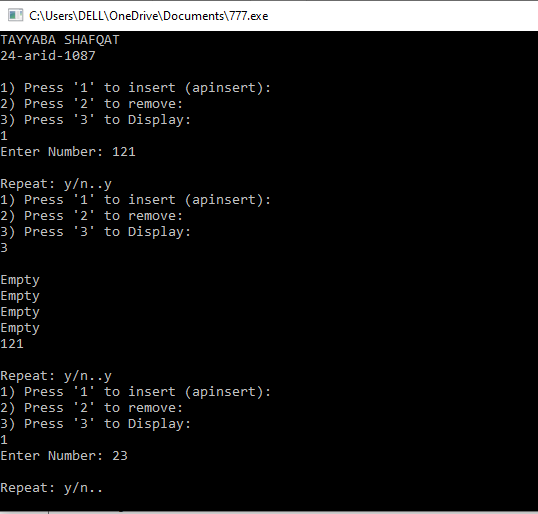 C:\Users\DELL\OneDrive\Documents\777.exe
TAYYABA SHAFQAT
24-arid-1087
1) Press '1' to insert (apinsert):
2) Press '2' to remove:
3) Press '3' to Display:
1
Enter Number: 121
Repeat: y/n..y
1) Press '1' to insert (apinsert):
2) Press '2' to remove:
3) Press '3' to Display:
3
Empty
Empty
Empty
Empty
121
Repeat: y/n..y
1) Press '1' to insert (apinsert):
2) Press '2' to remove:
3) Press '3' to Display:
1
Enter Number: 23
Repeat: y/n..